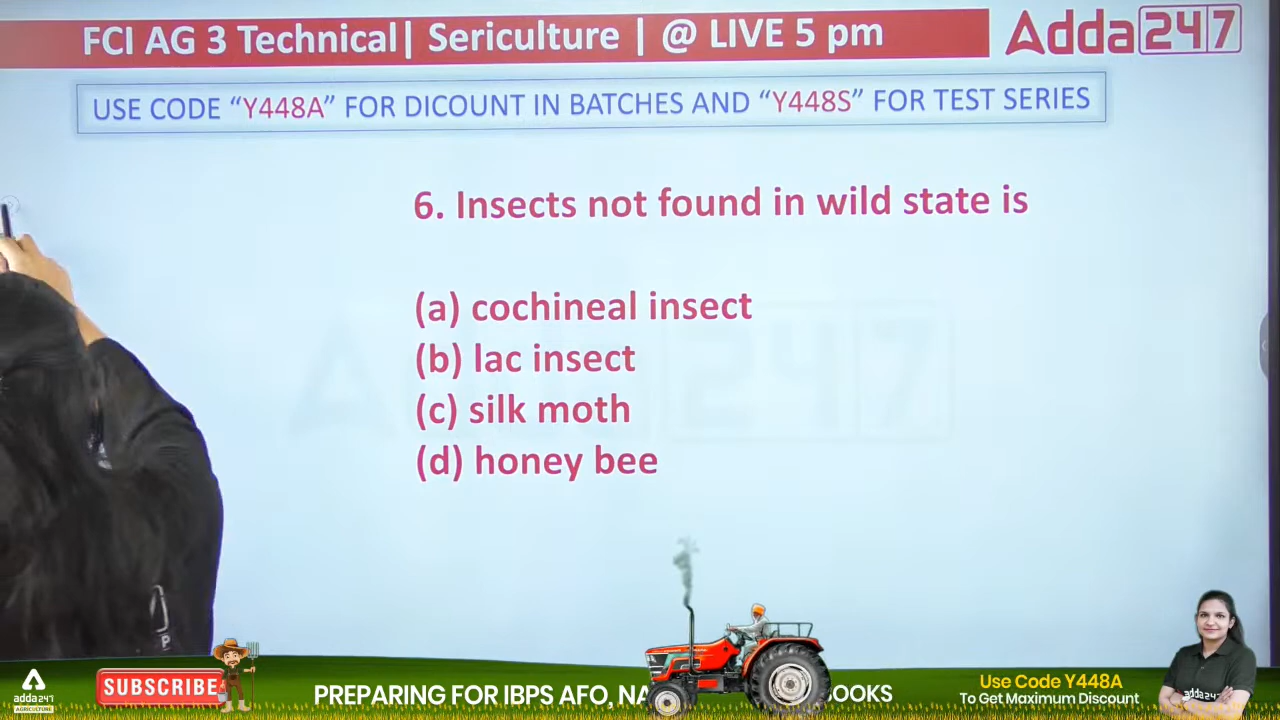 FCI AG 3 Technical| Sericulture | @ LIVE 5 pm
Adda247
USE CODE “Y448A” FOR DICOUNT IN BATCHES AND “Y448S” FOR TEST SERIES
6. Insects not found in wild state is
(a) cochineal insect
(b) lac insect
(c) silk moth
(d) honey bee
adda247
AGRICULTURE
SUBSCRIBE
PREPARING FOR IBPS AFO, 
Use Code Y448A
To Get Maximum Discount
adda247